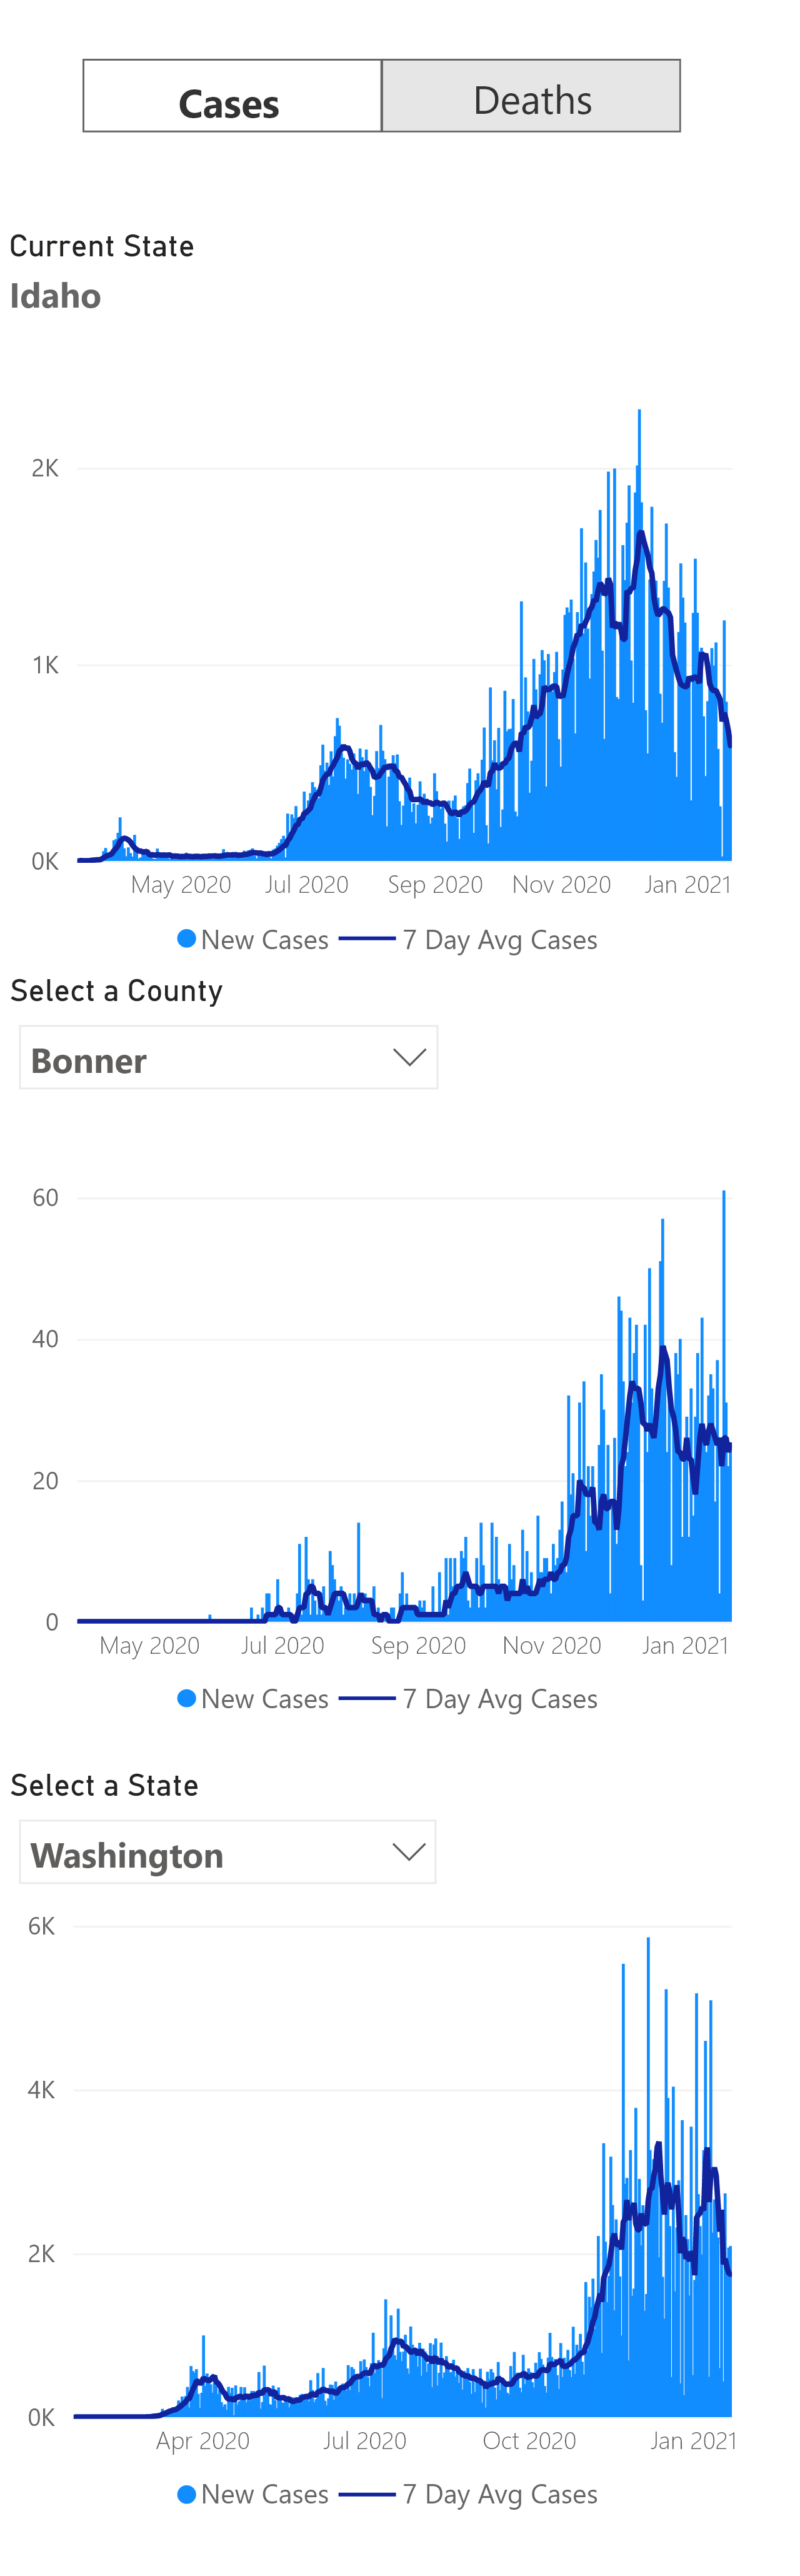 Cases Deaths
Current State
Idaho
2K
1K
0K
May 2020 Jul 2020 Sep 2020 Nov 2020 Jan 2021
New Cases 7 Day Avg Cases
Select a County
Bonner
60
40
20
0
May 2020 Jul 2020 Sep 2020 Nov 2020 Jan 2021
New Cases 7 Day Avg Cases
Select a State
Washington
6K
4K
2K
0K
Apr 2020 Jul 2020 Oct 2020 Jan 2021
New Cases 7 Day Avg Cases